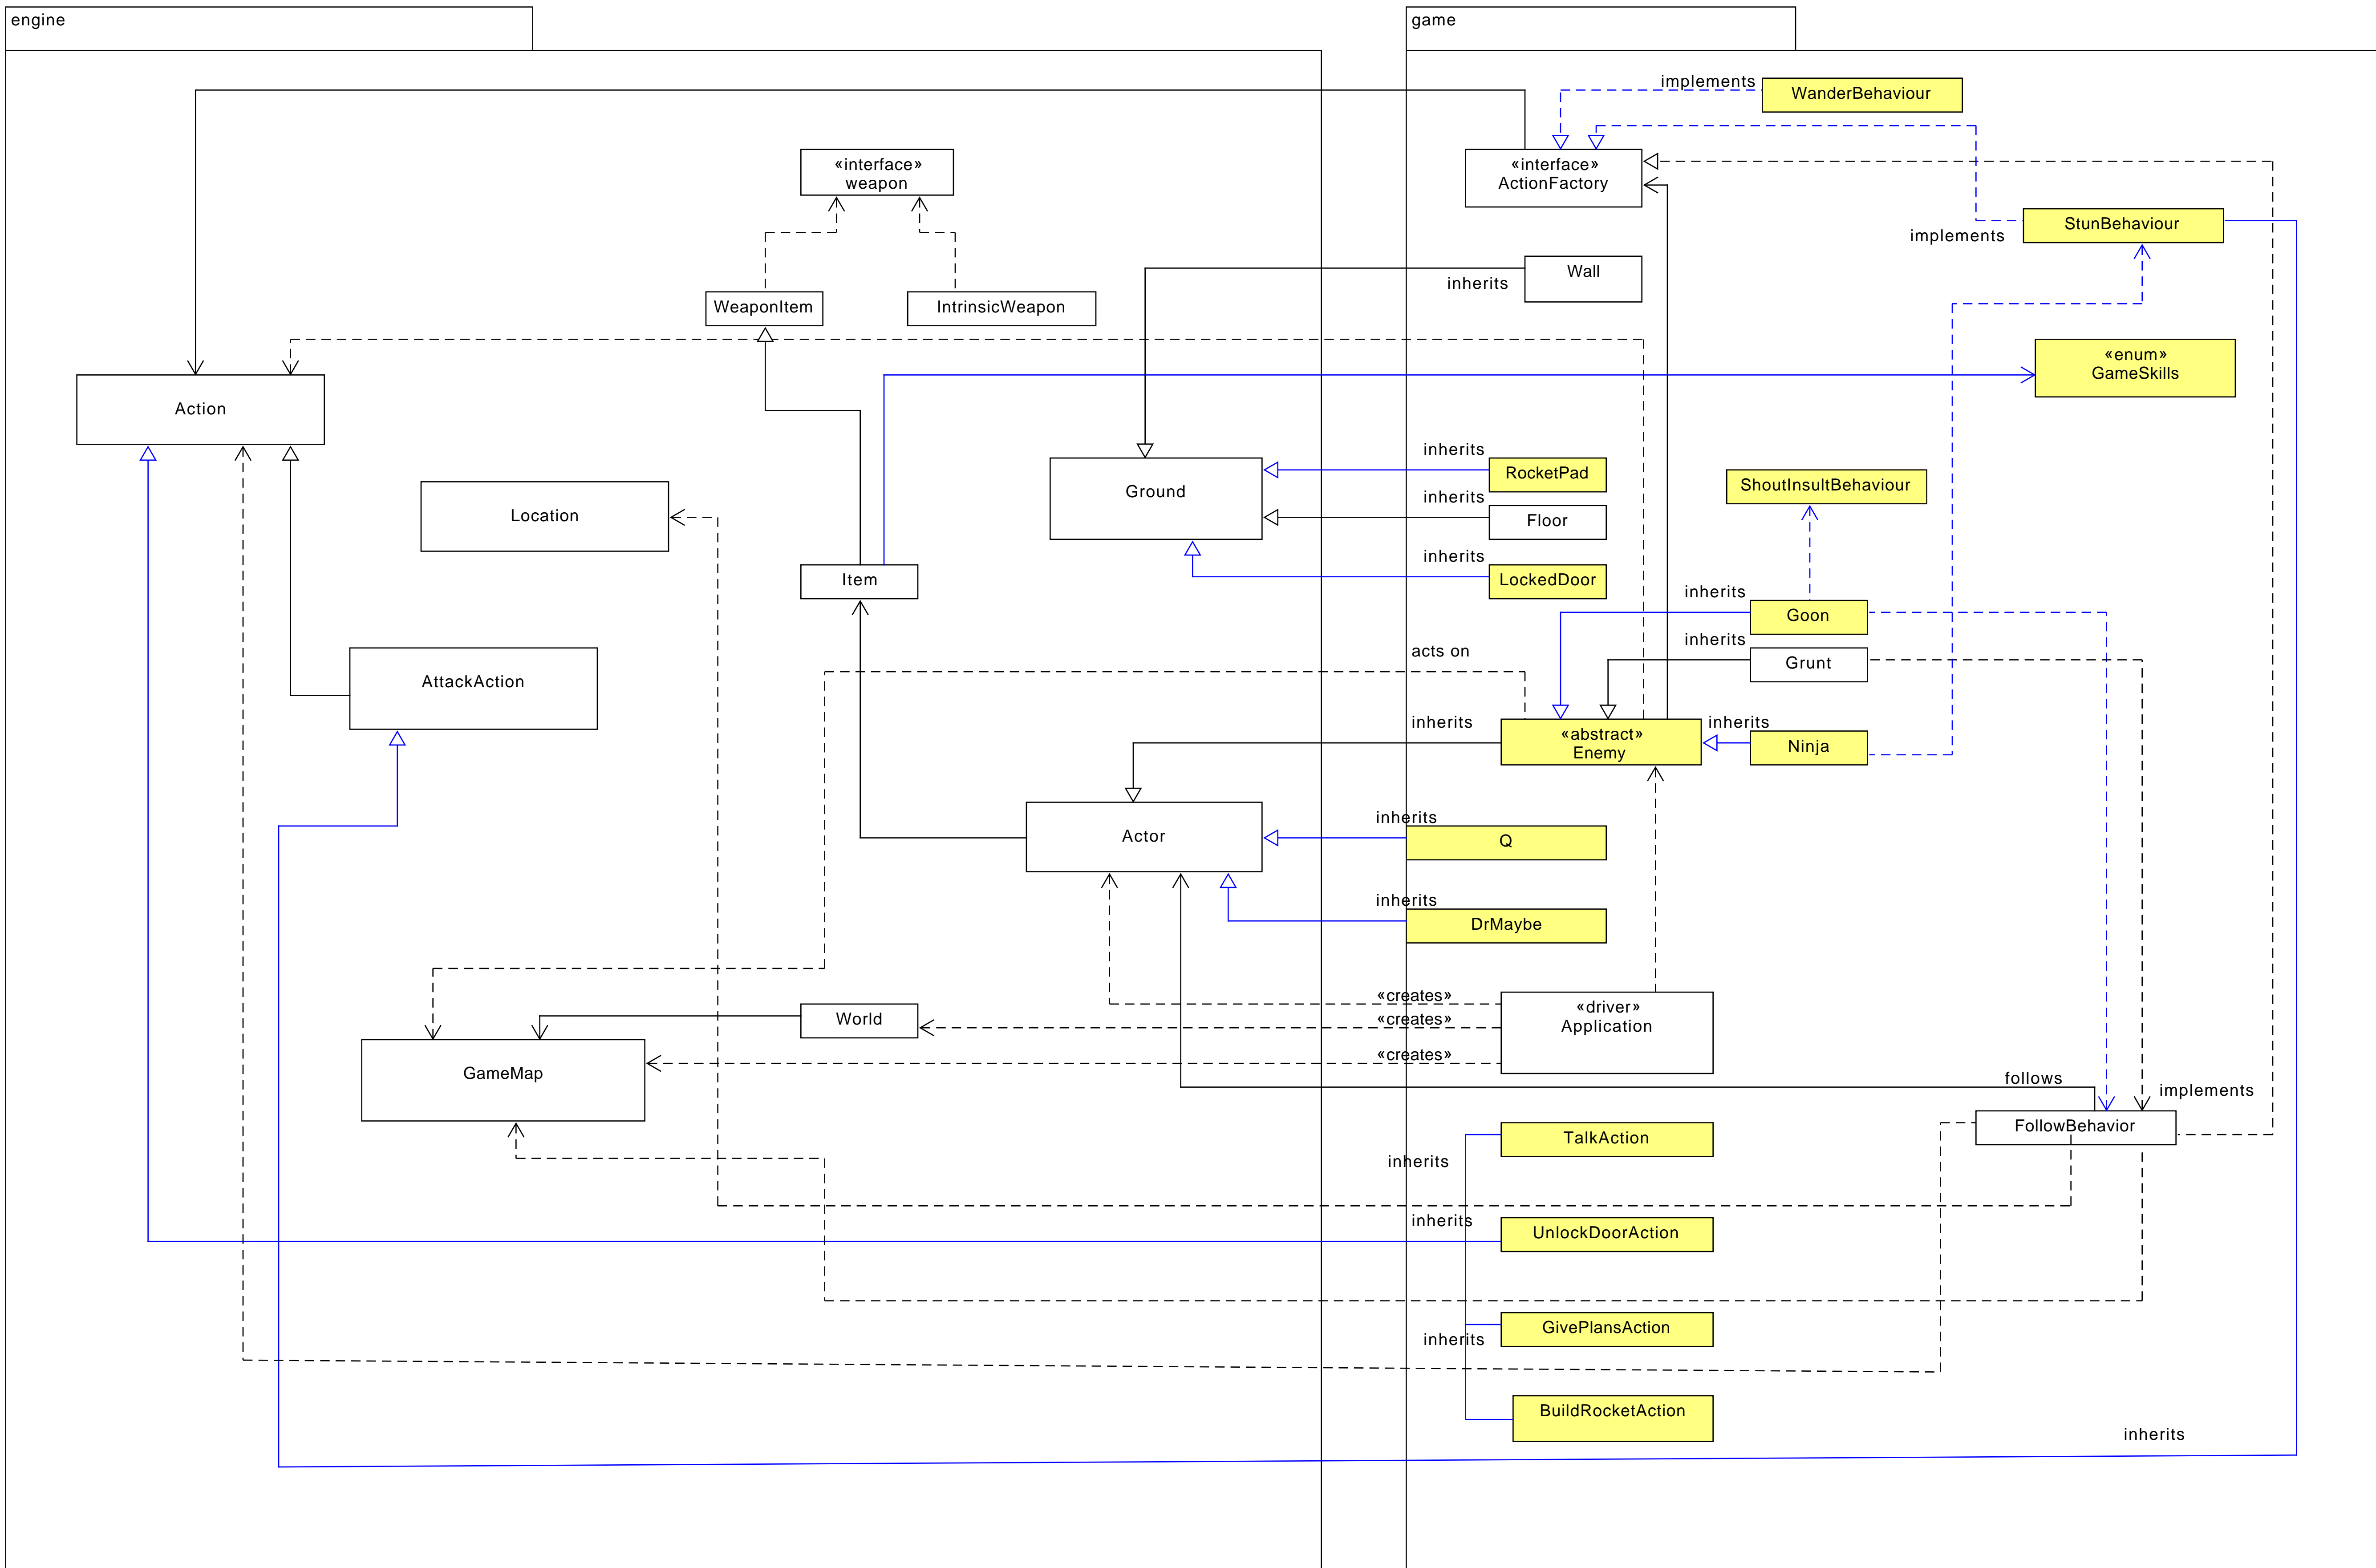 engine
game
implements
WanderBehaviour
«interface»
weapon
«interface»
ActionFactory
StunBehaviour
implements
Wall
inherits
WeaponItem
IntrinsicWeapon
«enum»
GameSkills
Action
inherits
RocketPad
ShoutInsultBehaviour
Ground
inherits
Floor
Location
inherits
LockedDoor
Item
inherits
Goon
inherits
Grunt
acts on
AttackAction
inherits
«abstract»
Enemy
inherits
Ninja
Actor
inherits
Q
inherits
DrMaybe
«creates»
«driver»
Application
World
«creates»
«creates»
GameMap
follows
implements
FollowBehavior
TalkAction
inherits
inherits
UnlockDoorAction
GivePlansAction
inherits
BuildRocketAction
inherits